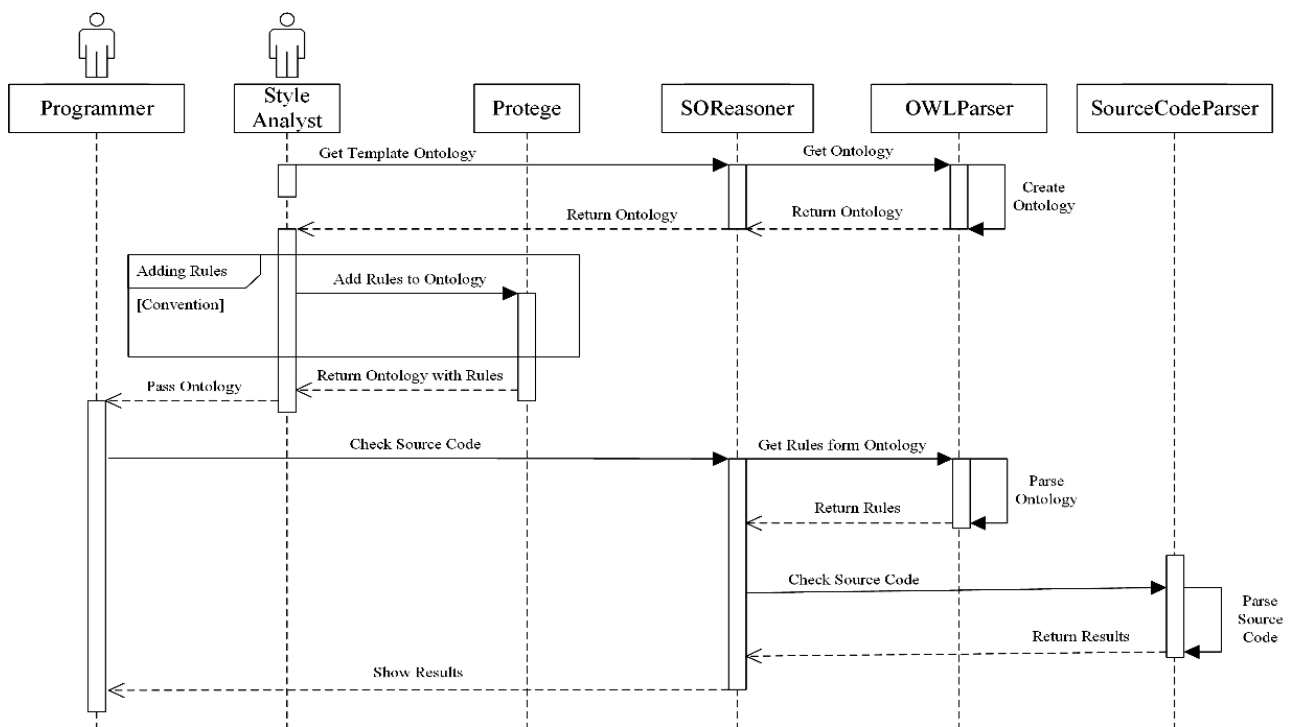 Programmer
Style
Analyst
Protege
SOReasoner
OWLParser
SourceCodeParser
Get Template Ontology
Get Ontology
Create
Ontology
Return Ontology
Return Ontology
Adding Rules
[Convention]
Add Rules to Ontology
Return Ontology with Rules
Pass Ontology
Check Source Code
Get Rules form Ontology
Parse
Ontology
Return Rules
Check Source Code
Parse
Source
Code
Return Results
Show Results